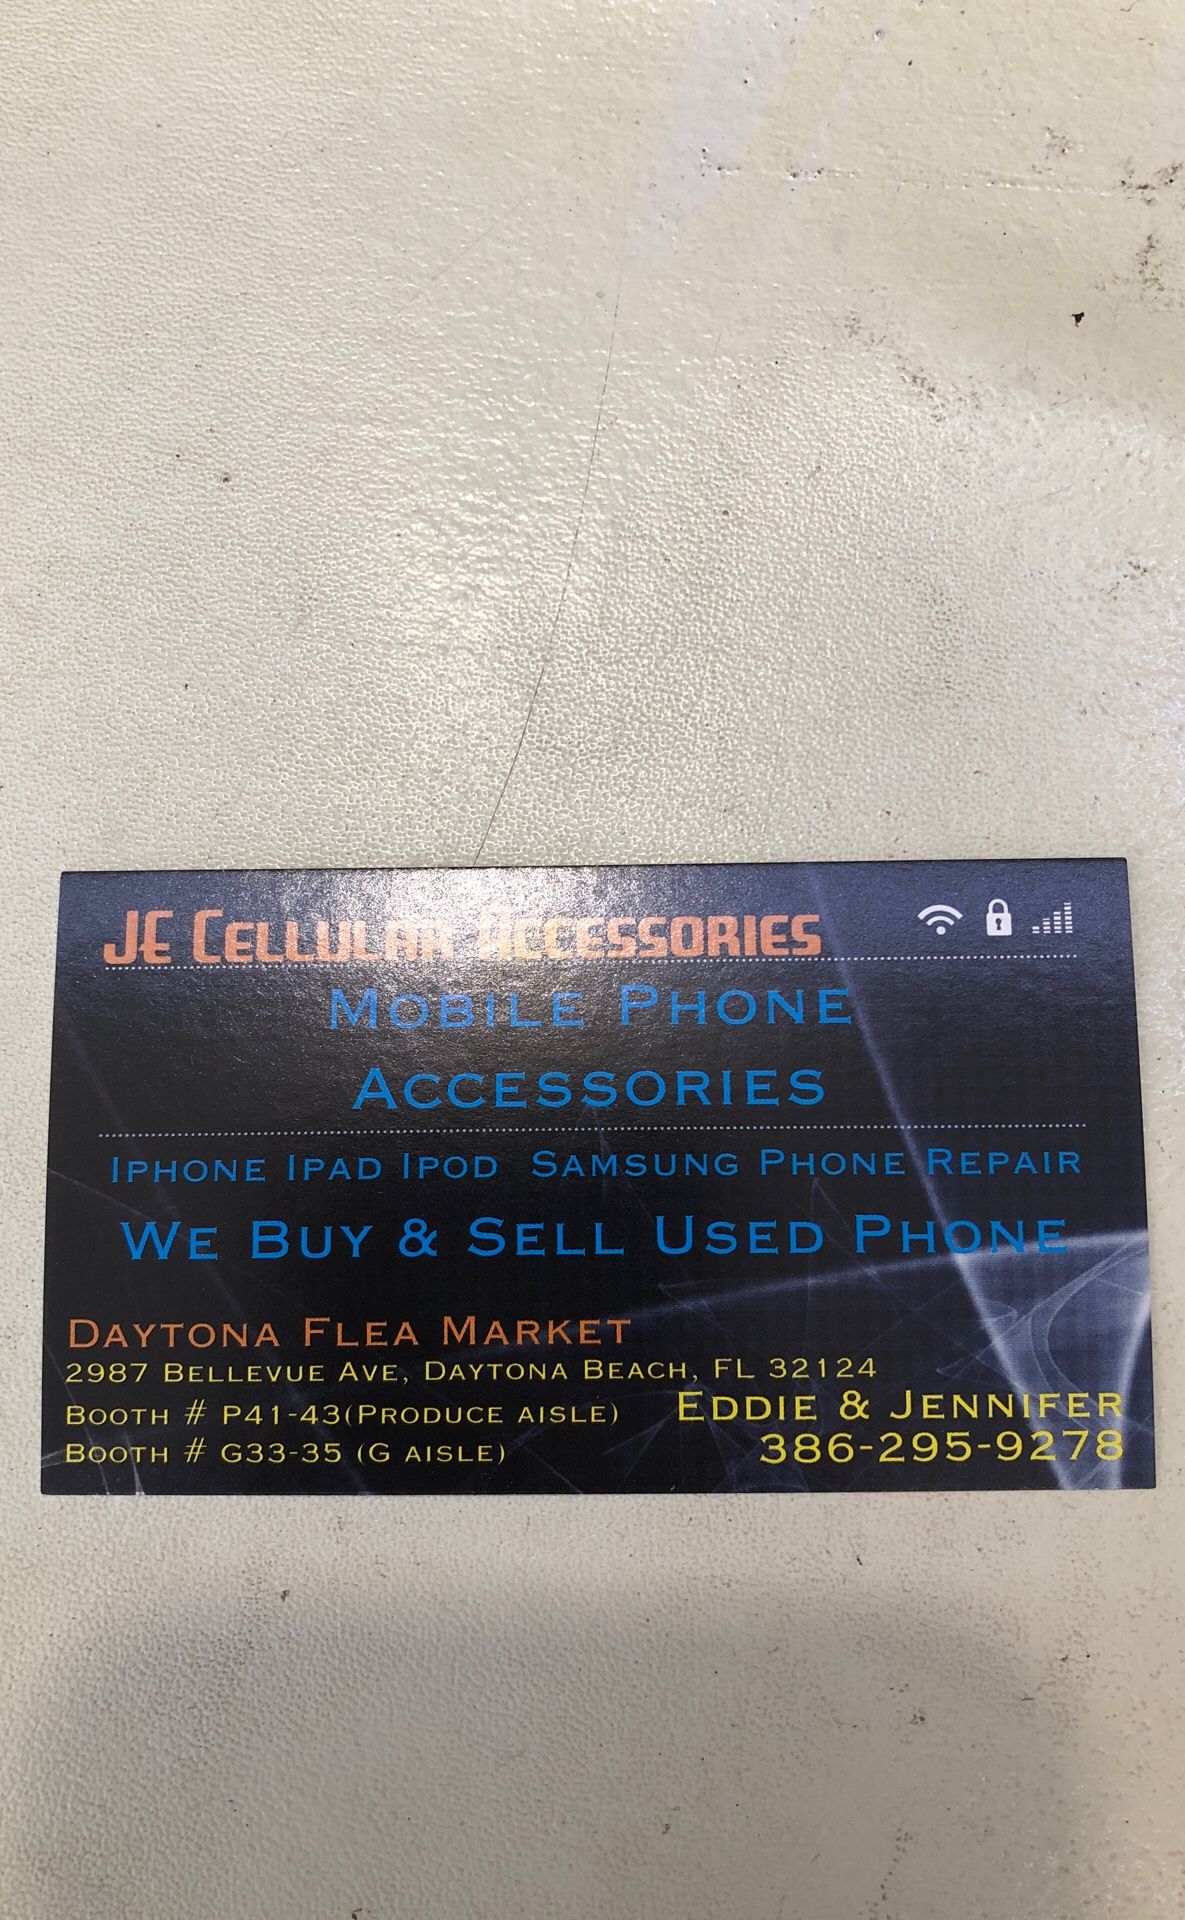 JE Cellular Accessories
Mobile Phone
Accessories
Iphone Ipad Ipod Samsung Phone Repair
We Buy & Sell Used Phone
Daytona Flea Market
2987 Bellevue Ave, Daytona Beach, FL 32124
Booth # P41-43(Produce aisle)
Booth # G33-35 (G aisle)
Eddie & Jennifer
386-295-9278